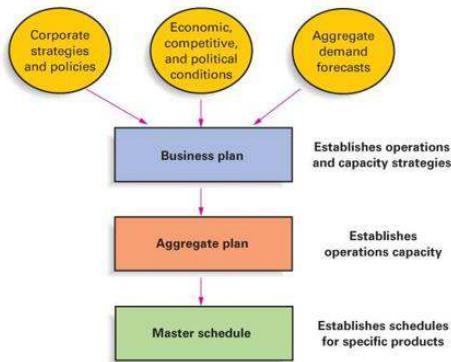 Corporate
strategies
and policies
Economic,
competitive,
and political
conditions
Aggregate
demand
forecasts
Business plan
Establishes operations
and capacity strategies
Aggregate plan
Establishes
operations capacity
Master schedule
Establishes schedules
for specific products